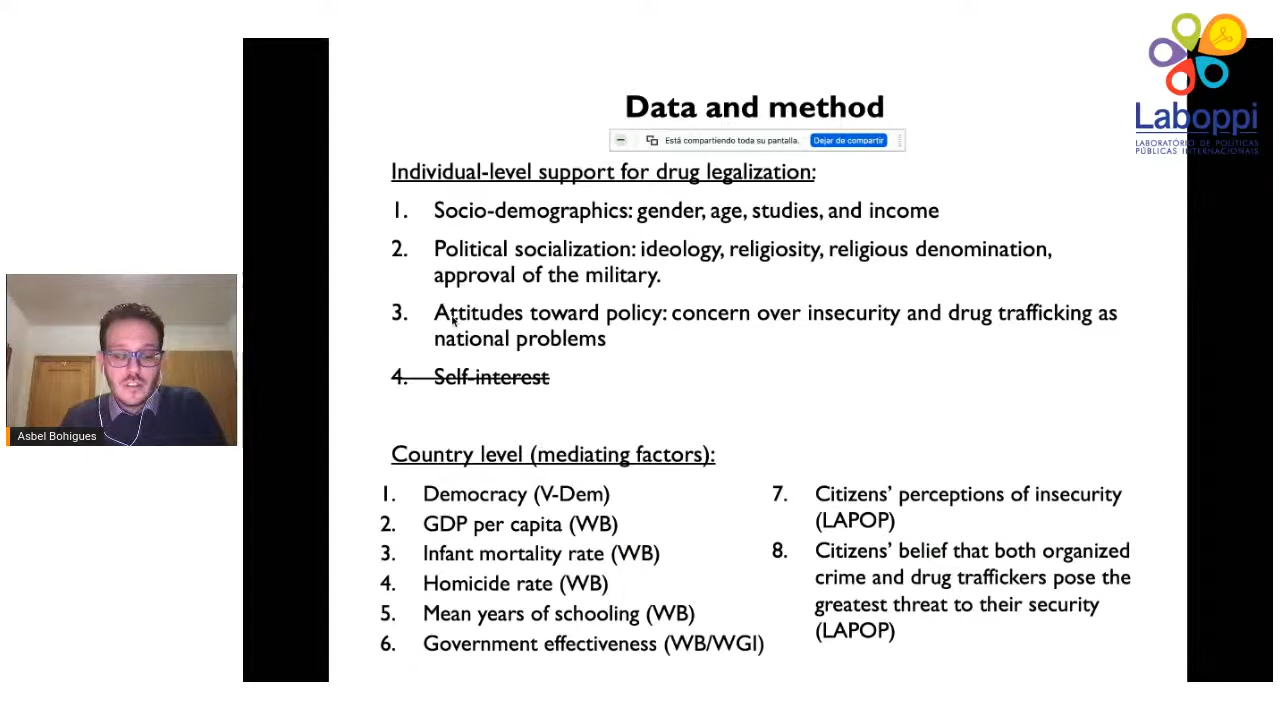 Data and method
Está compartiendo toda su pantalla. Dejar de compartir
Laboppi
LABORATÓRIO DE POLÍTICAS
PÚBLICAS INTERNACIONAIS
Individual-level support for drug legalization:
1. Socio-demographics: gender, age, studies, and income
2. Political socialization: ideology, religiosity, religious denomination,
approval of the military.
3. Attitudes toward policy: concern over insecurity and drug trafficking as
national problems
4. Self-interest
Asbel Bohigues
Country level (mediating factors):
1. Democracy (V-Dem)
2. GDP per capita (WB)
3. Infant mortality rate (WB)
4. Homicide rate (WB)
5. Mean years of schooling (WB)
6. Government effectiveness (WB/WGI)
7. Citizens’ perceptions of insecurity
(LAPOP)
8. Citizens’ belief that both organized
crime and drug traffickers pose the
greatest threat to their security
(LAPOP)